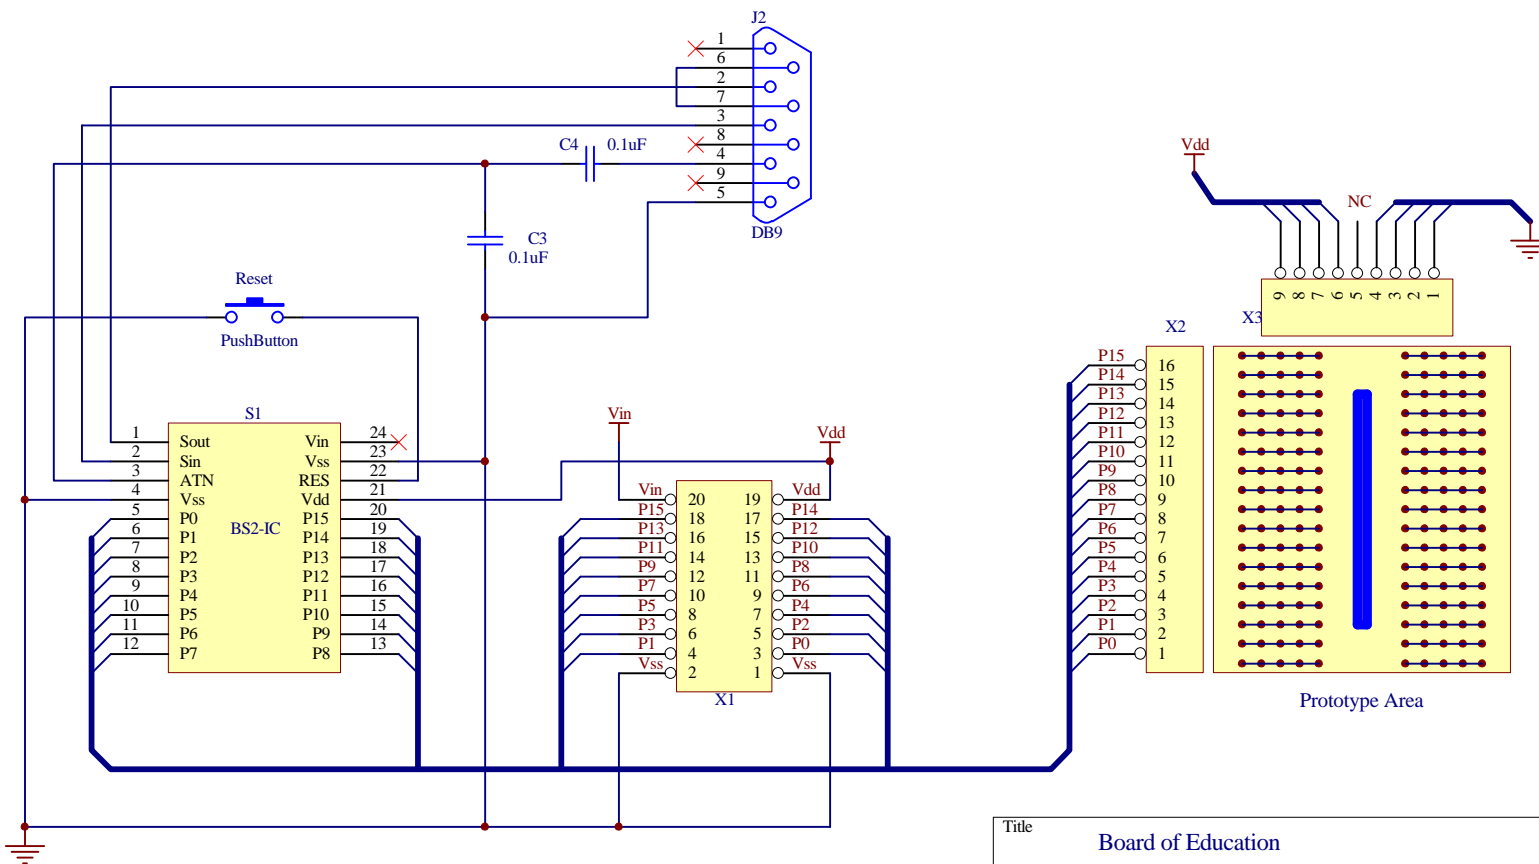 J2
1
6
2
7
3
8
4
9
5
DB9
C4 0.1uF
C3
0.1uF
Reset
PushButton
S1
BS2-IC
1 Sout Vin 24
2 Sin Vss 23
3 ATN RES 22
4 Vss Vdd 21
5 P0 P15 20
6 P1 P14 19
7 P2 P13 18
8 P3 P12 17
9 P4 P11 16
10 P5 P10 15
11 P6 P9 14
12 P7 P8 13
Vin
Vdd
Vin 20 19 Vdd
P15 18 17 P14
P13 16 15 P12
P11 14 13 P10
P9 12 11 P8
P7 10 9 P6
P5 8 7 P4
P3 6 5 P2
P1 4 3 P0
Vss 2 1 Vss
X1
X2
P15 16
P14 15
P13 14
P12 13
P11 12
P10 11
P9 10
P8 9
P7 8
P6 7
P5 6
P4 5
P3 4
P2 3
P1 2
P0 1
Vdd
NC
9 8 7 6 5 4 3 2 1
X3
Prototype Area
Title
Board of Education